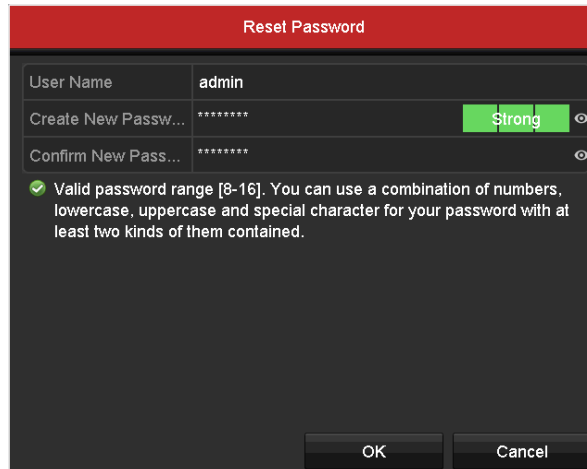 Reset Password
User Name admin
Create New Passw... ******** Strong
Confirm New Pass... ********
Valid password range [8-16]. You can use a combination of numbers,
lowercase, uppercase and special character for your password with at
least two kinds of them contained.
OK Cancel